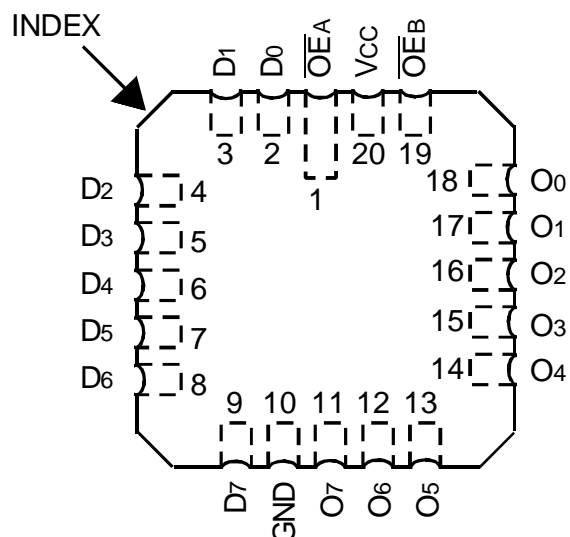 INDEX
D1 D0 O̅E̅A VCC O̅E̅B
3 2 20 19
1
D2 4 18 O0
D3 5 17 O1
D4 6 16 O2
D5 7 15 O3
D6 8 14 O4
9 10 11 12 13
D7 GND O7 O6 O5